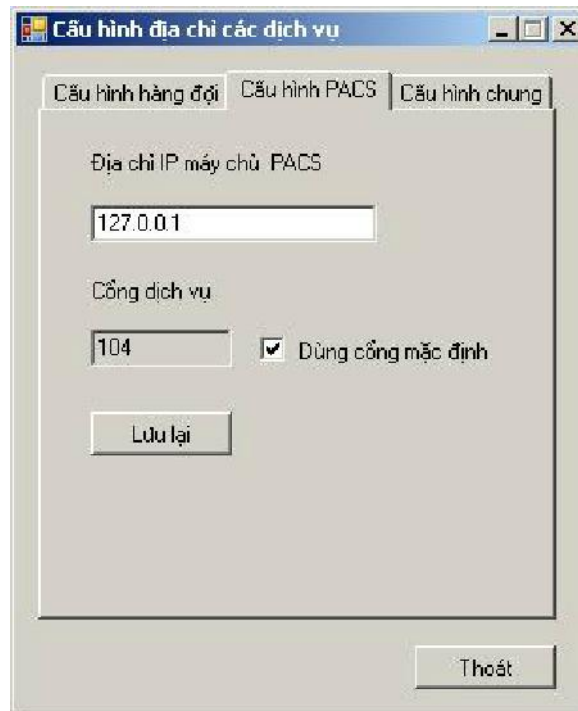 Cấu hình địa chỉ các dịch vụ
Cấu hình hàng đợi Cấu hình PACS Cấu hình chung
Địa chỉ IP máy chủ PACS
127.0.0.1
Cổng dịch vụ
104 Dùng cổng mặc định
Lưu lại
Thoát